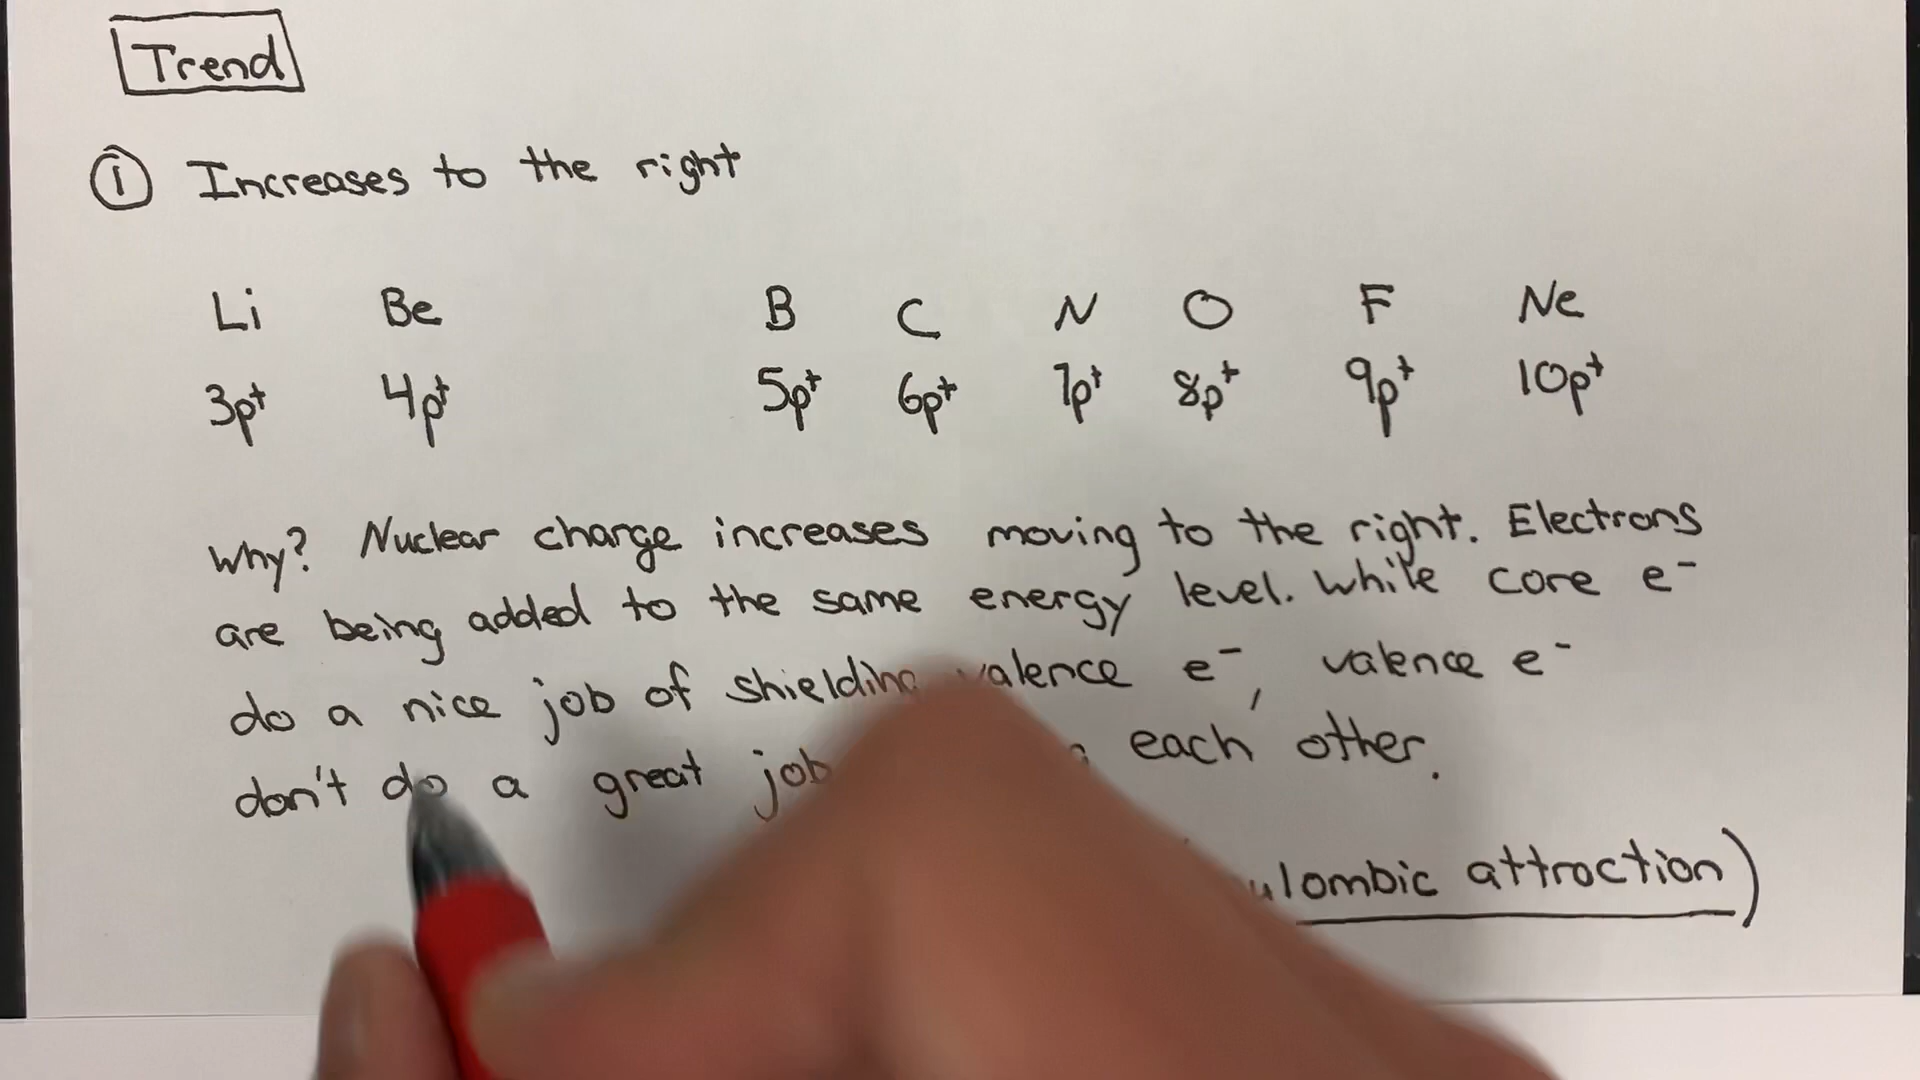 Trend
① Increases to the right
Li Be B C N O F Ne
3p⁺ 4p⁺ 5p⁺ 6p⁺ 7p⁺ 8p⁺ 9p⁺ 10p⁺
Why? Nuclear charge increases moving to the right. Electrons
are being added to the same energy level. While core e⁻
do a nice job of shielding valence e⁻, valence e⁻
don't do a great job each other.
attraction)